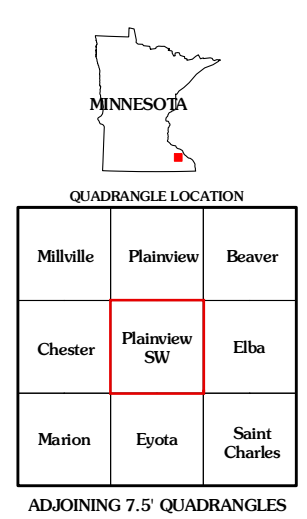 MINNESOTA
QUADRANGLE LOCATION
Millville Plainview Beaver
Chester Plainview SW Elba
Marion Eyota Saint Charles
ADJOINING 7.5' QUADRANGLES